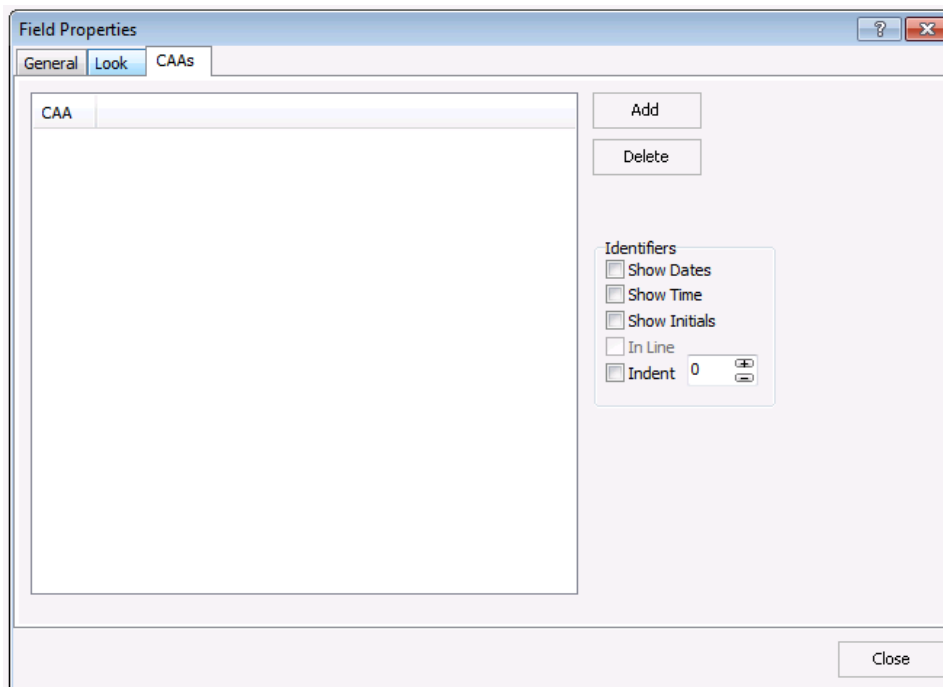 Field Properties
?
General Look CAAs
CAA
Add
Delete
Identifiers
Show Dates
Show Time
Show Initials
In Line
Indent 0
Close